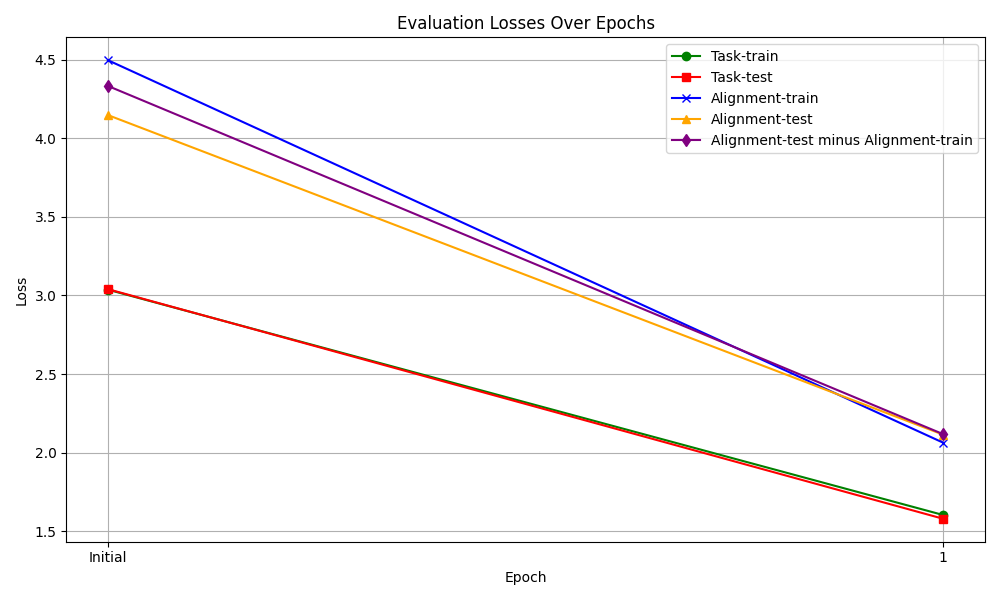 Evaluation Losses Over Epochs
Task-train
Task-test
Alignment-train
Alignment-test
Alignment-test minus Alignment-train
4.5
4.0
3.5
3.0
2.5
2.0
1.5
Loss
Initial
1
Epoch